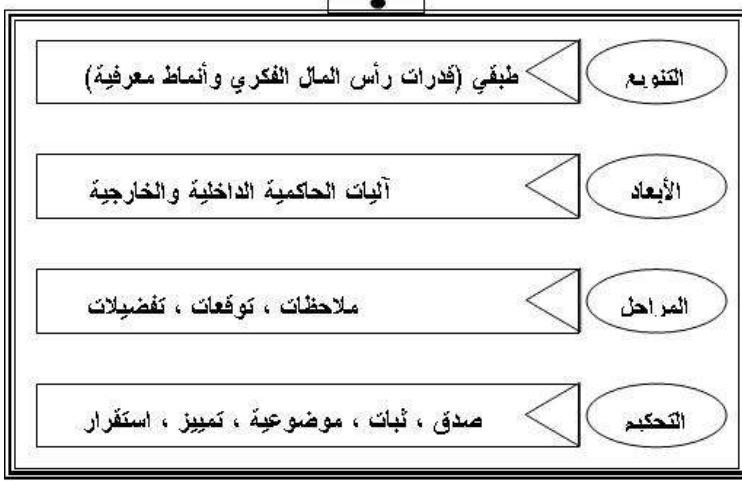 التنويع
طبقي (قدرات رأس المال الفكري وأنماط معرفية)
الأبعاد
آليات الحاكمية الداخلية والخارجية
المراحل
ملاحظات ، توقعات ، تفضيلات
التحكيم
صدق ، ثبات ، موضوعية ، تمييز ، استقرار